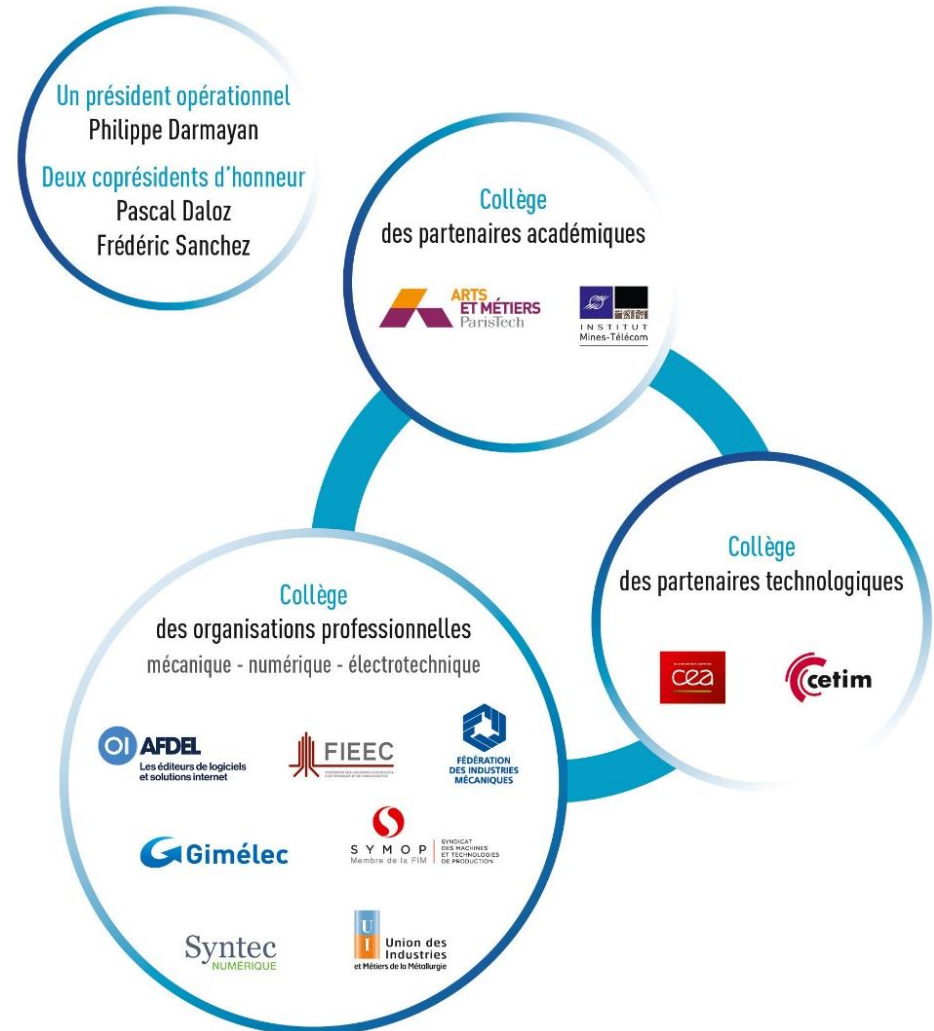 Un président opérationnel
Philippe Darmayan
Deux coprésidents d'honneur
Pascal Daloz
Frédéric Sanchez
Collège
des partenaires académiques
ARTS
ET MÉTIERS
ParisTech
INSTITUT
Mines-Télécom
Collège
des partenaires technologiques
cea
cetim
Collège
des organisations professionnelles
mécanique - numérique - électrotechnique
OI AFDEL
Les éditeurs de logiciels
et solutions internet
FIEEC
FÉDÉRATION
DES INDUSTRIES
MÉCANIQUES
Gimélec
SYMOP
Membre de la FIM
SYNDICAT
DES MACHINES
ET TECHNOLOGIES
DE PRODUCTION
Syntec
NUMÉRIQUE
UI
Union des
Industries
et Métiers de la Métallurgie